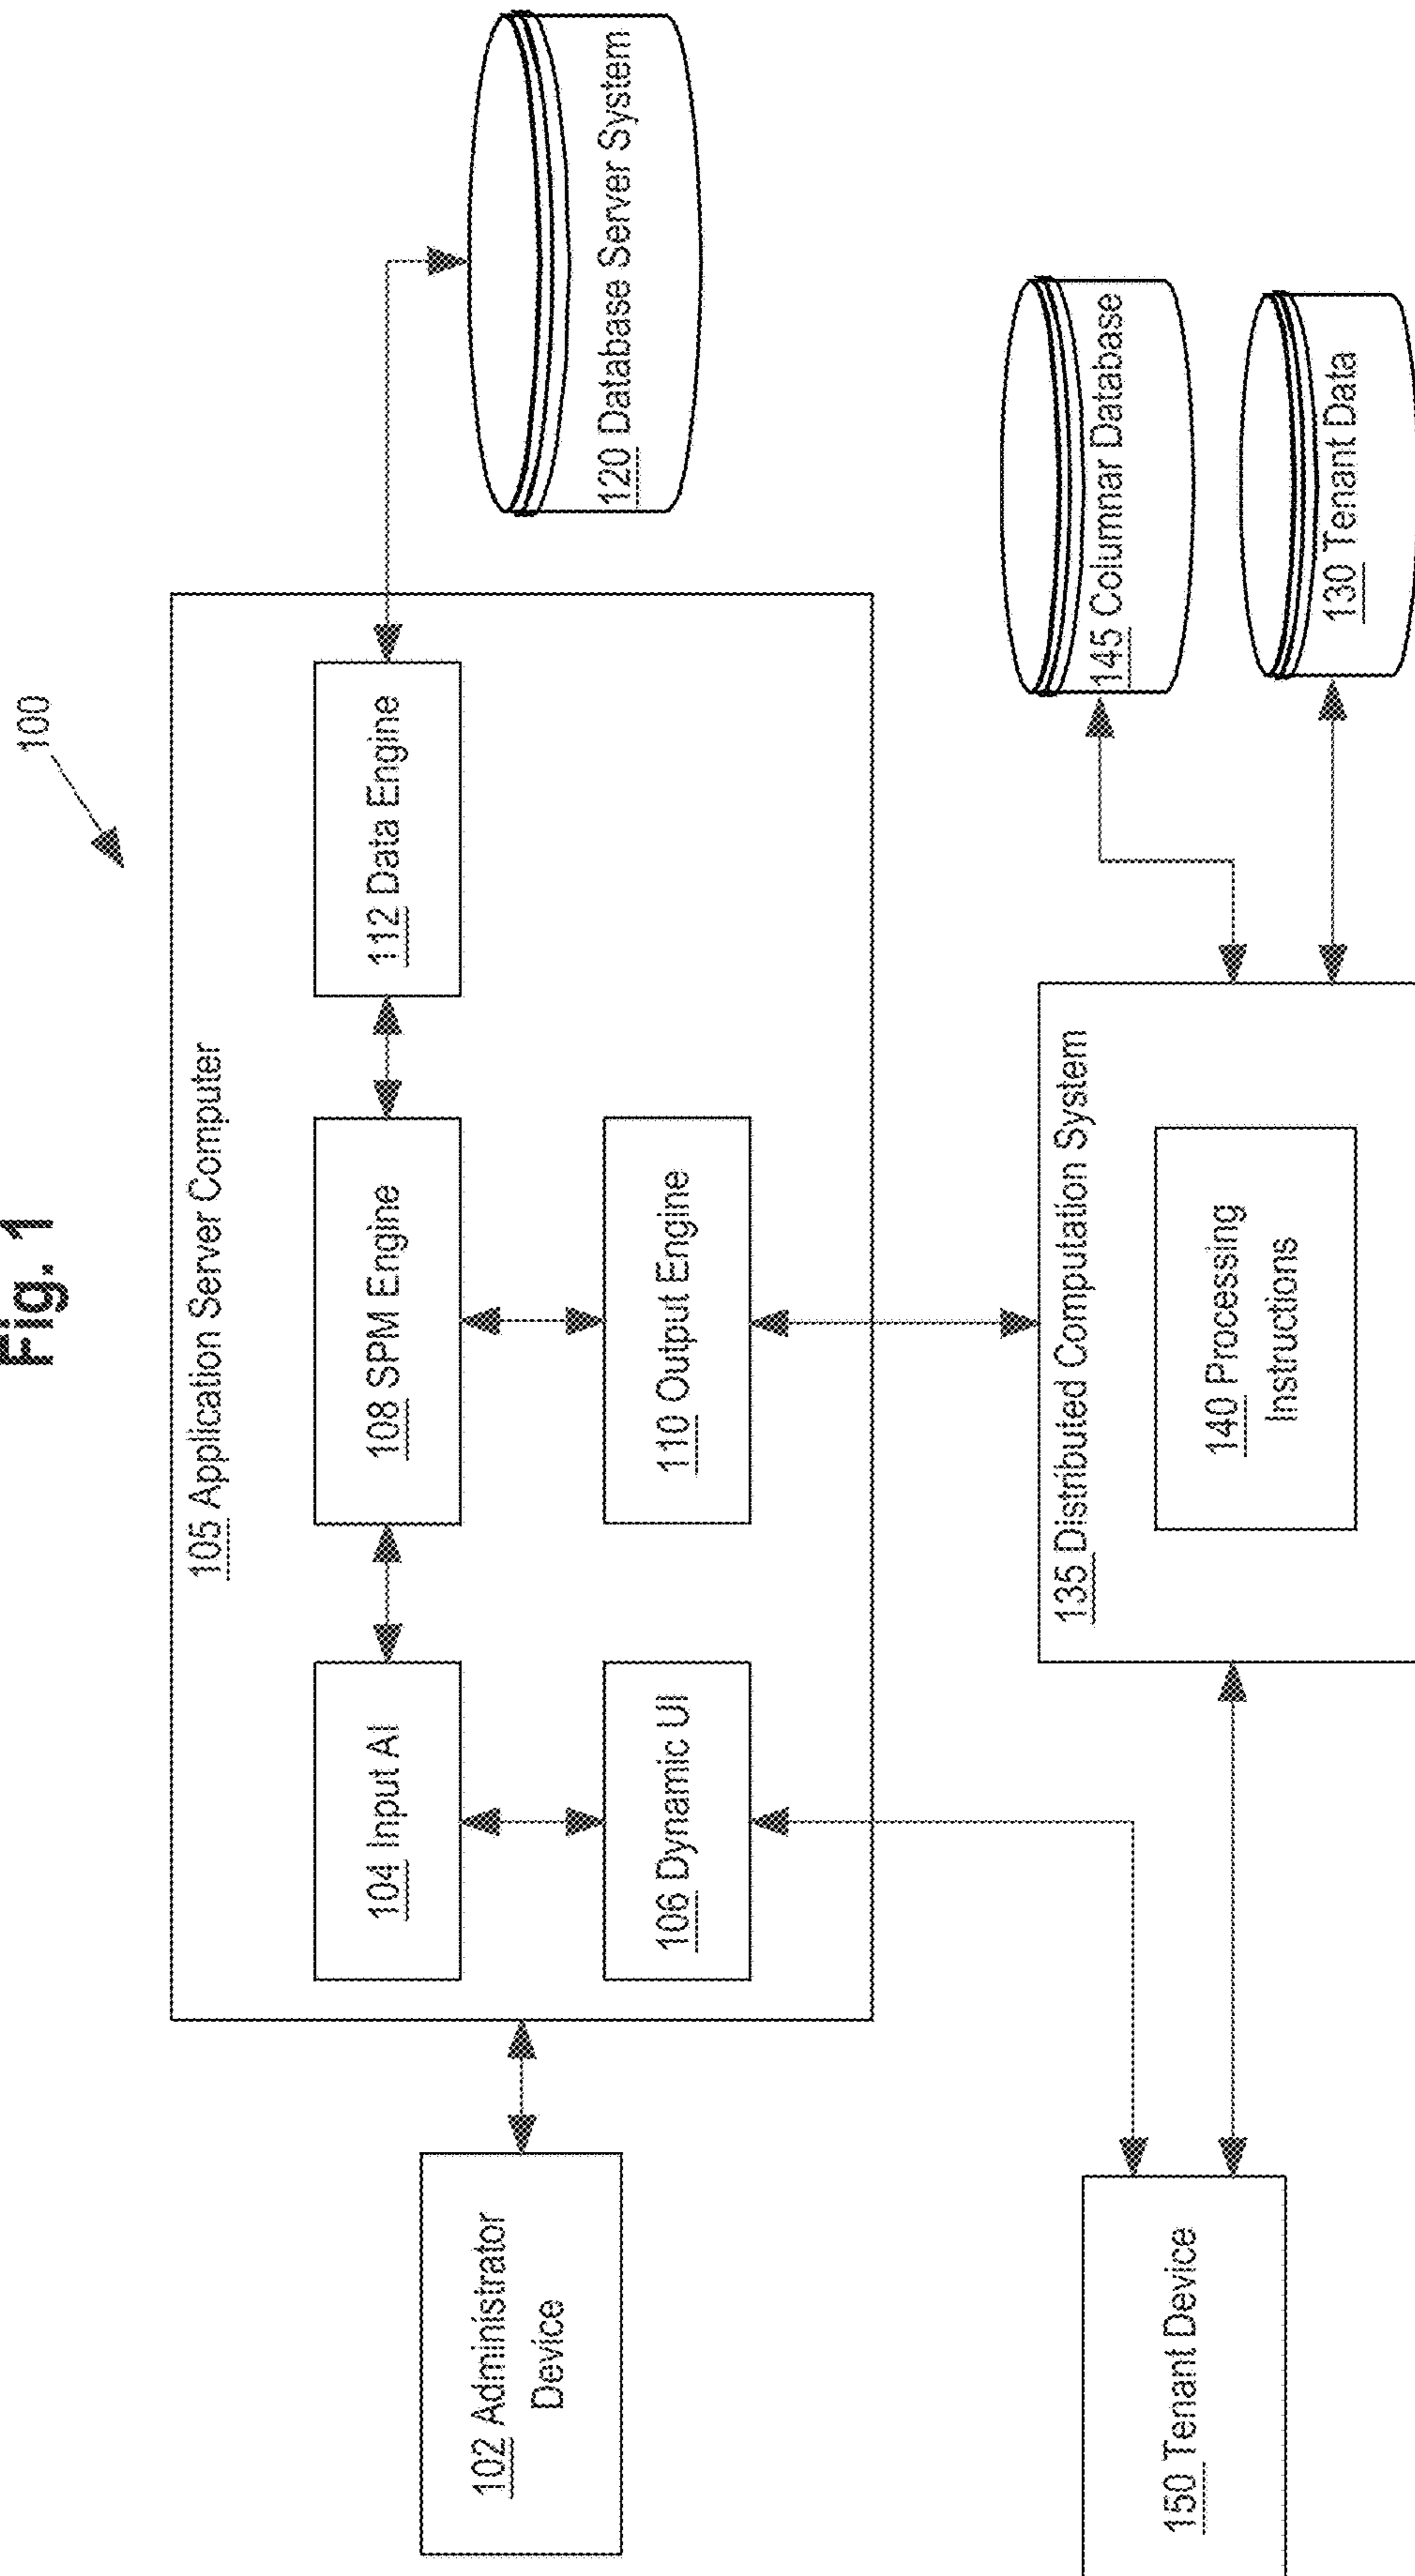 Fig. 1
100
105 Application Server Computer
104 Input AI
108 SPM Engine
112 Data Engine
106 Dynamic UI
110 Output Engine
102 Administrator
Device
120 Database Server System
135 Distributed Computation System
140 Processing
Instructions
145 Columnar Database
130 Tenant Data
150 Tenant Device